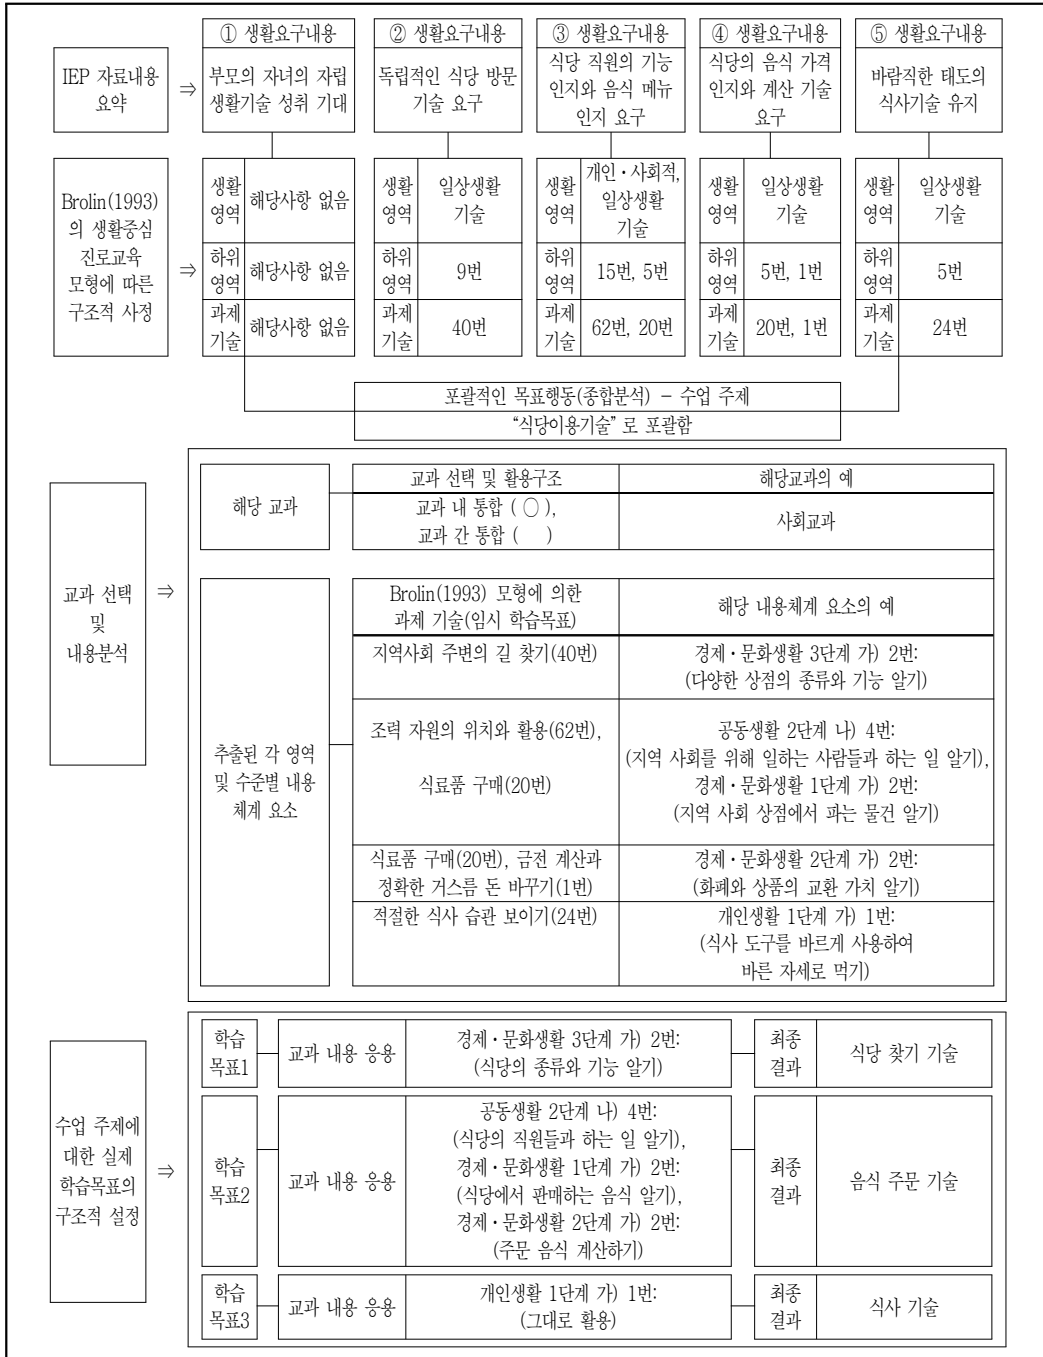 ① 생활요구내용
② 생활요구내용
③ 생활요구내용
④ 생활요구내용
⑤ 생활요구내용
IEP 자료내용
요약
⇒
부모의 자녀의 자립
생활기술 성취 기대
독립적인 식당 방문
기술 요구
식당 직원의 기능
인지와 음식 메뉴
인지 요구
식당의 음식 가격
인지와 계산 기술
요구
바람직한 태도의
식사기술 유지
Brolin(1993)
의 생활중심
진로교육
모형에 따른
구조적 사정
⇒
생활
영역
해당사항 없음
생활
영역
일상생활
기술
생활
영역
개인·사회적,
일상생활
기술
생활
영역
일상생활
기술
생활
영역
일상생활
기술
하위
영역
해당사항 없음
하위
영역
9번
하위
영역
15번, 5번
하위
영역
5번, 1번
하위
영역
5번
과제
기술
해당사항 없음
과제
기술
40번
과제
기술
62번, 20번
과제
기술
20번, 1번
과제
기술
24번
포괄적인 목표행동(종합분석) - 수업 주제
“식당이용기술”로 포괄함
교과 선택
및
내용분석
⇒
해당 교과
교과 선택 및 활용구조
해당교과의 예
교과 내 통합 ( ○ ),
교과 간 통합 ( )
사회교과
추출된 각 영역
및 수준별 내용
체계 요소
Brolin(1993) 모형에 의한
과제 기술(임시 학습목표)
해당 내용체계 요소의 예
지역사회 주변의 길 찾기(40번)
경제·문화생활 3단계 가) 2번:
(다양한 상점의 종류와 기능 알기)
조력 자원의 위치와 활용(62번),
식료품 구매(20번)
공동생활 2단계 나) 4번:
(지역 사회를 위해 일하는 사람들과 하는 일 알기),
경제·문화생활 1단계 가) 2번:
(지역 사회 상점에서 파는 물건 알기)
식료품 구매(20번), 금전 계산과
정확한 거스름 돈 바꾸기(1번)
경제·문화생활 2단계 가) 2번:
(화폐와 상품의 교환 가치 알기)
적절한 식사 습관 보이기(24번)
개인생활 1단계 가) 1번:
(식사 도구를 바르게 사용하여
바른 자세로 먹기)
수업 주제에
대한 실제
학습목표의
구조적 설정
⇒
학습
목표1
교과 내용 응용
경제·문화생활 3단계 가) 2번:
(식당의 종류와 기능 알기)
최종
결과
식당 찾기 기술
학습
목표2
교과 내용 응용
공동생활 2단계 나) 4번:
(식당의 직원들과 하는 일 알기),
경제·문화생활 1단계 가) 2번:
(식당에서 판매하는 음식 알기),
경제·문화생활 2단계 가) 2번:
(주문 음식 계산하기)
최종
결과
음식 주문 기술
학습
목표3
교과 내용 응용
개인생활 1단계 가) 1번:
(그대로 활용)
최종
결과
식사 기술